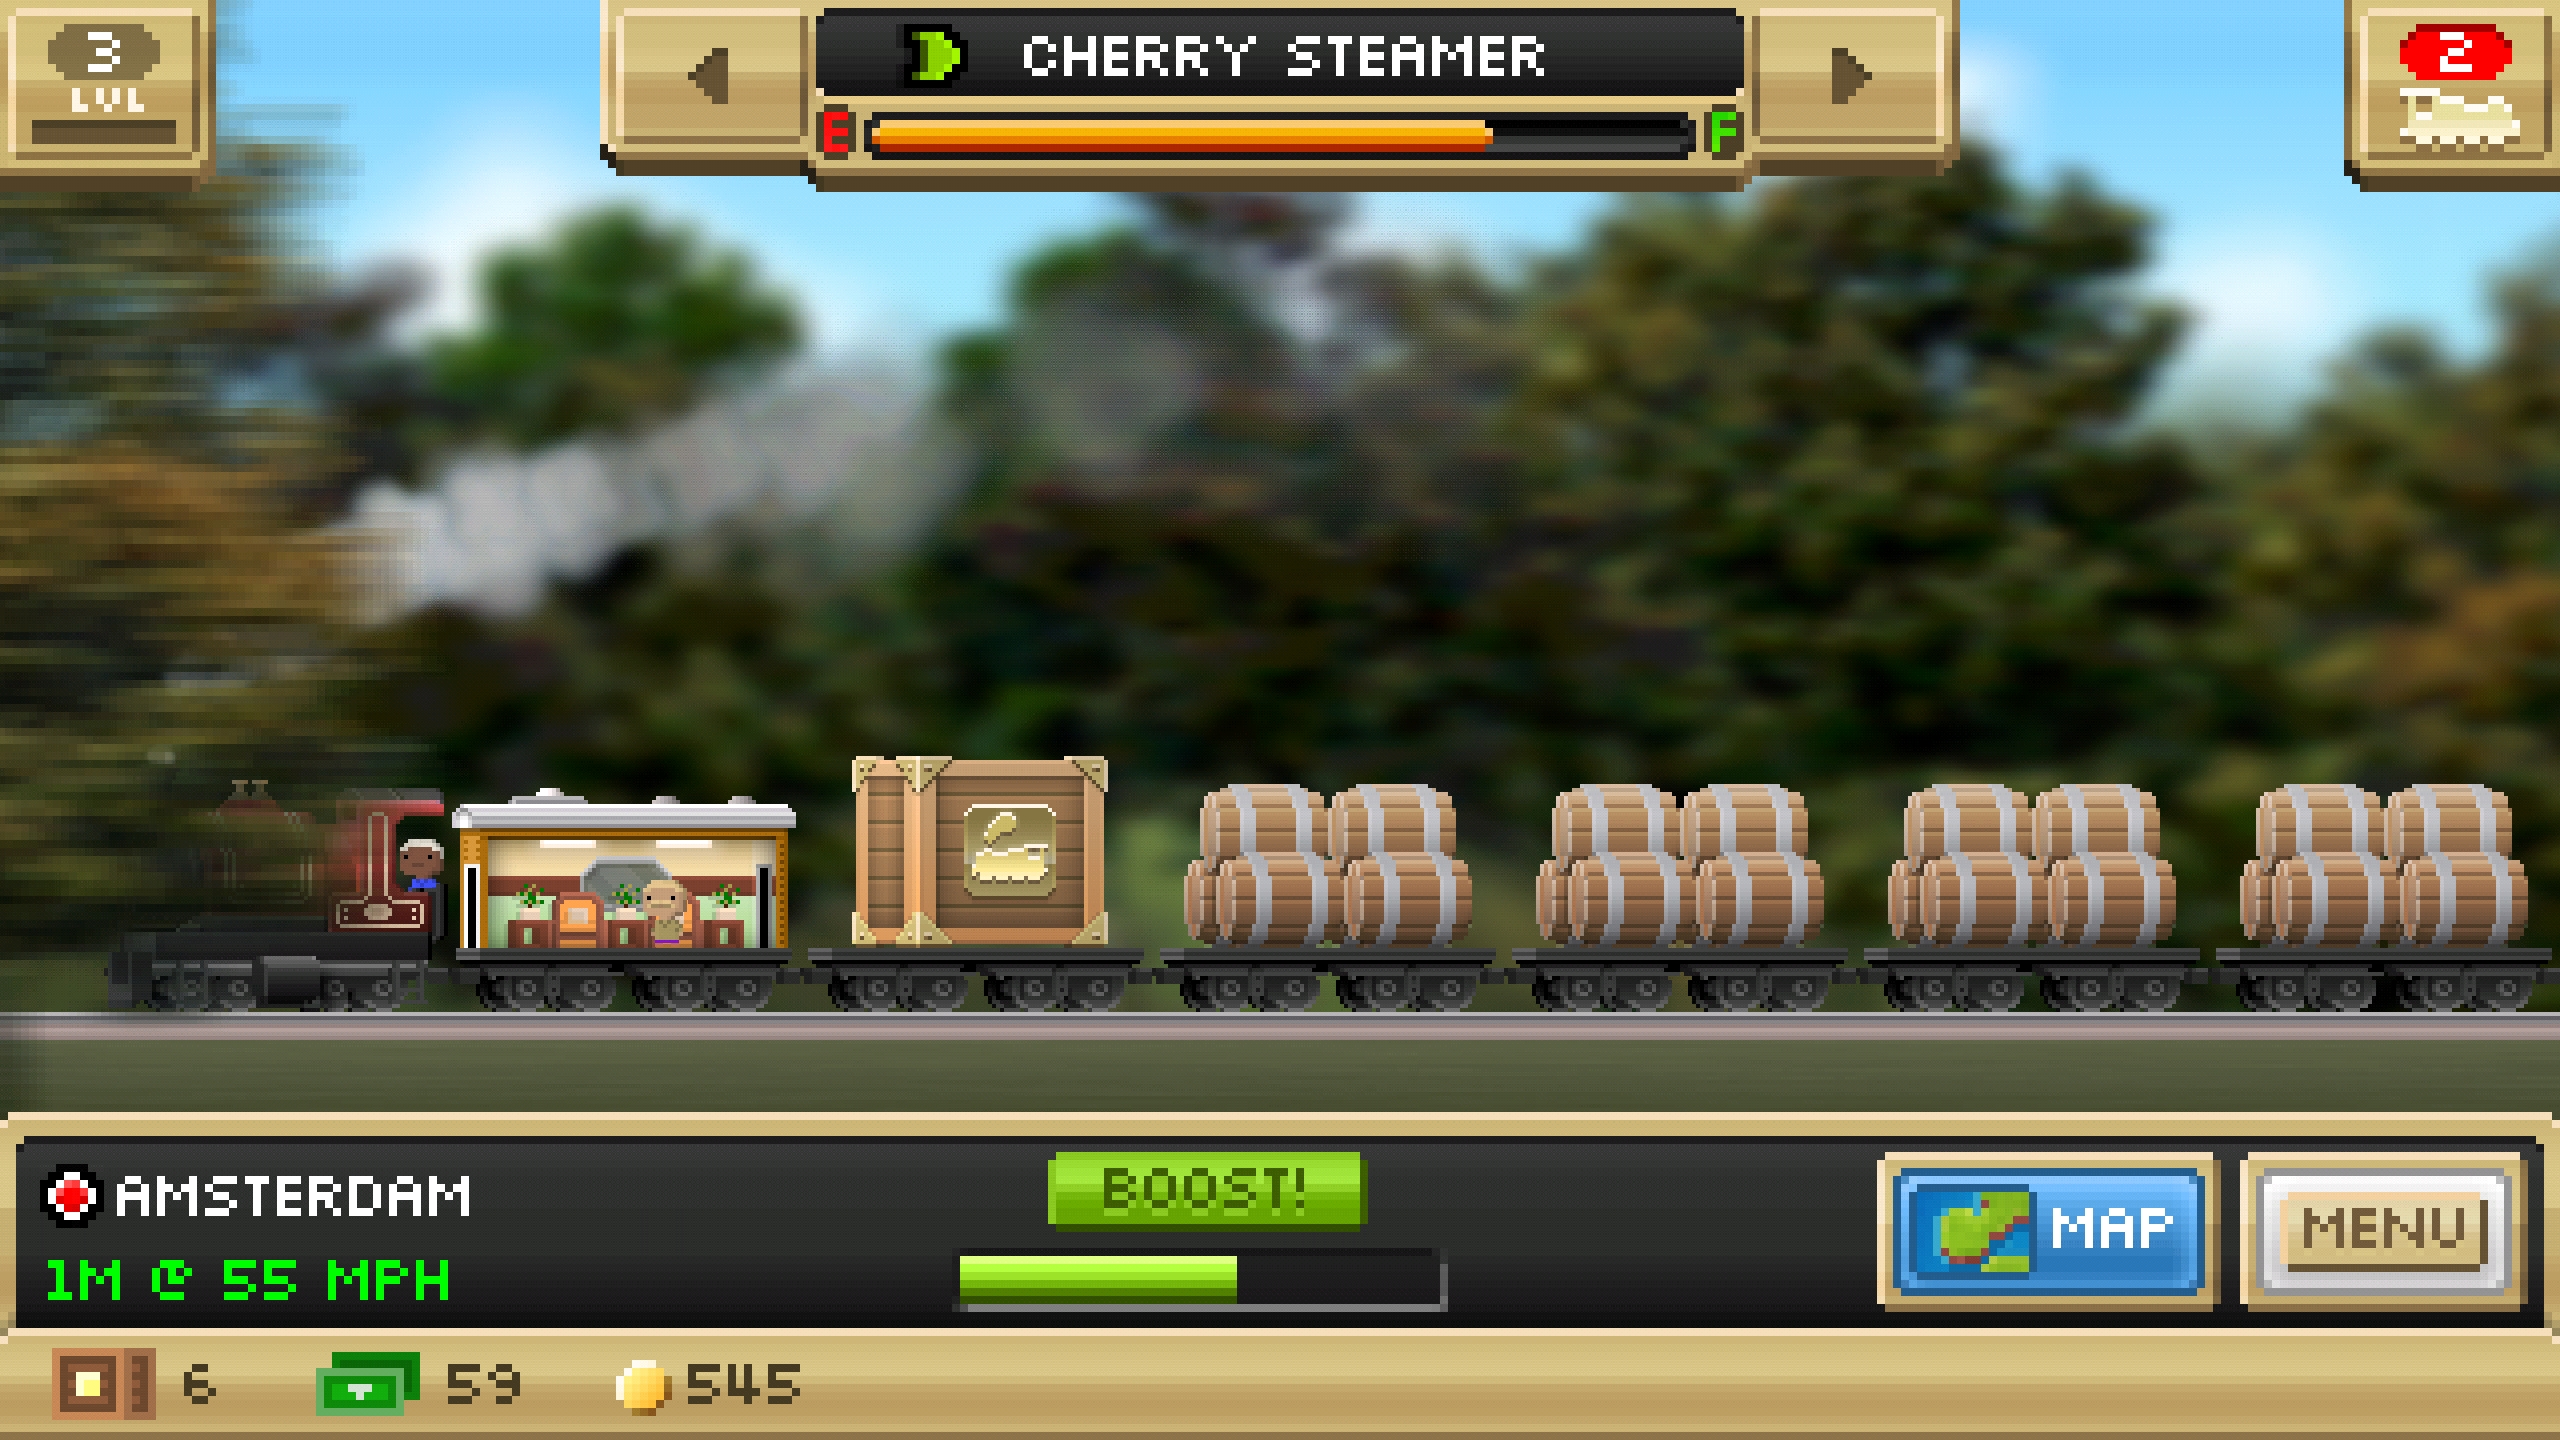 3
LVL
CHERRY STEAMER
E F
2
AMSTERDAM
1M @ 55 MPH
BOOST!
MAP
MENU
6 59 545